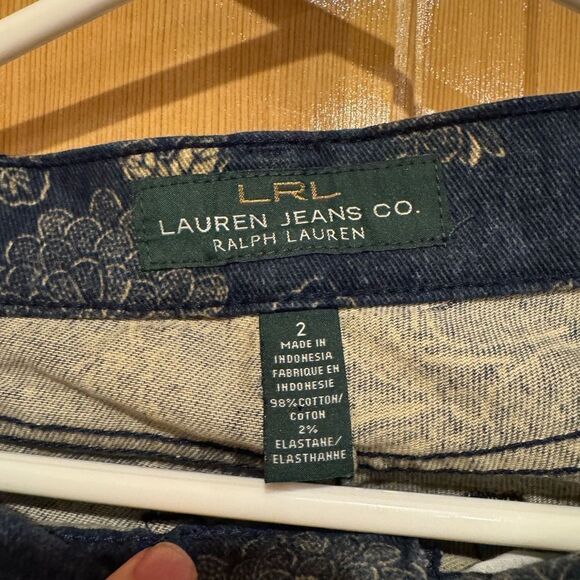 LRL
LAUREN JEANS CO.
RALPH LAUREN
2
MADE IN
INDONESIA
FABRIQUE EN
INDONESIE
98% COTTON/
COTON
2%
ELASTANE/
ELASTHANNE